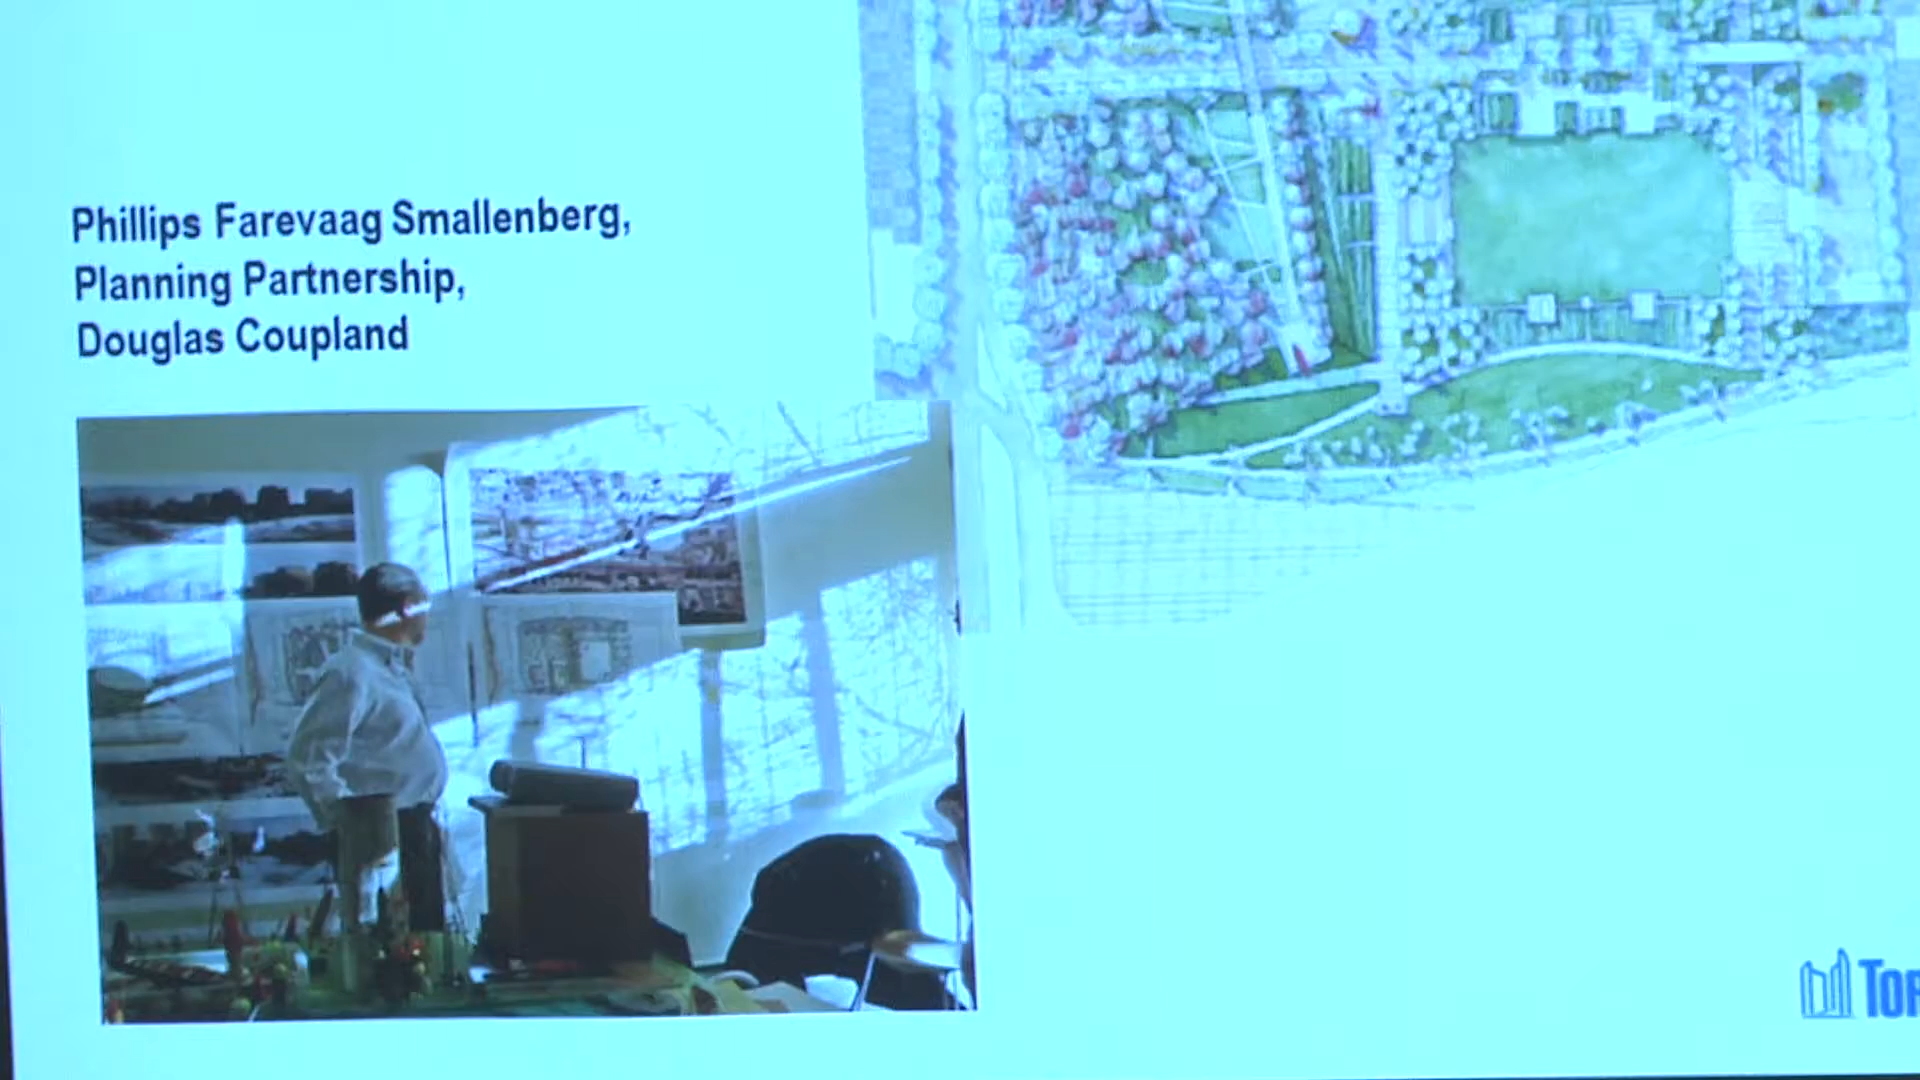 Phillips Farevaag Smallenberg,
Planning Partnership,
Douglas Coupland